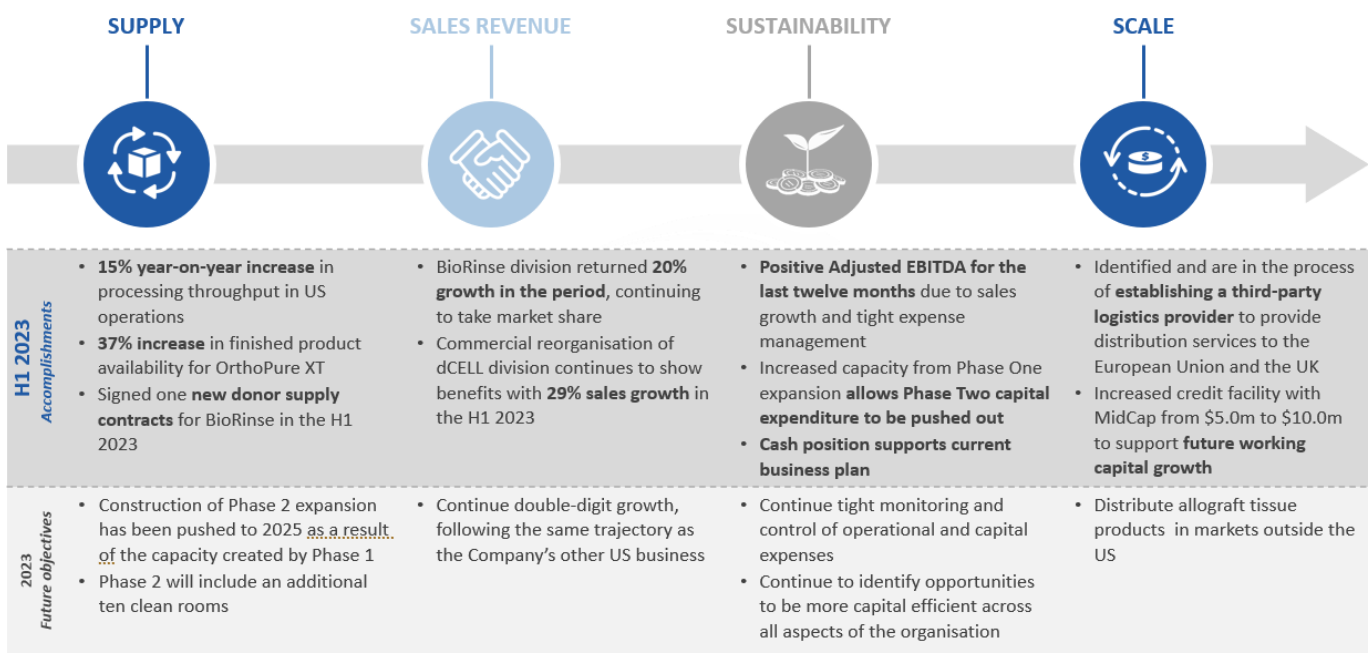 SUPPLY
SALES REVENUE
SUSTAINABILITY
SCALE
$
H1 2023
Accomplishments
• 15% year-on-year increase in
processing throughput in US
operations
• 37% increase in finished product
availability for OrthoPure XT
• Signed one new donor supply
contracts for BioRinse in the H1
2023
• BioRinse division returned 20%
growth in the period, continuing
to take market share
• Commercial reorganisation of
dCELL division continues to show
benefits with 29% sales growth in
the H1 2023
• Positive Adjusted EBITDA for the
last twelve months due to sales
growth and tight expense
management
• Increased capacity from Phase One
expansion allows Phase Two capital
expenditure to be pushed out
• Cash position supports current
business plan
• Identified and are in the process
of establishing a third-party
logistics provider to provide
distribution services to the
European Union and the UK
• Increased credit facility with
MidCap from $5.0m to $10.0m
to support future working
capital growth
2023
Future objectives
• Construction of Phase 2 expansion
has been pushed to 2025 as a result
of the capacity created by Phase 1
• Phase 2 will include an additional
ten clean rooms
• Continue double-digit growth,
following the same trajectory as
the Company's other US business
• Continue tight monitoring and
control of operational and capital
expenses
• Continue to identify opportunities
to be more capital efficient across
all aspects of the organisation
• Distribute allograft tissue
products in markets outside the
US